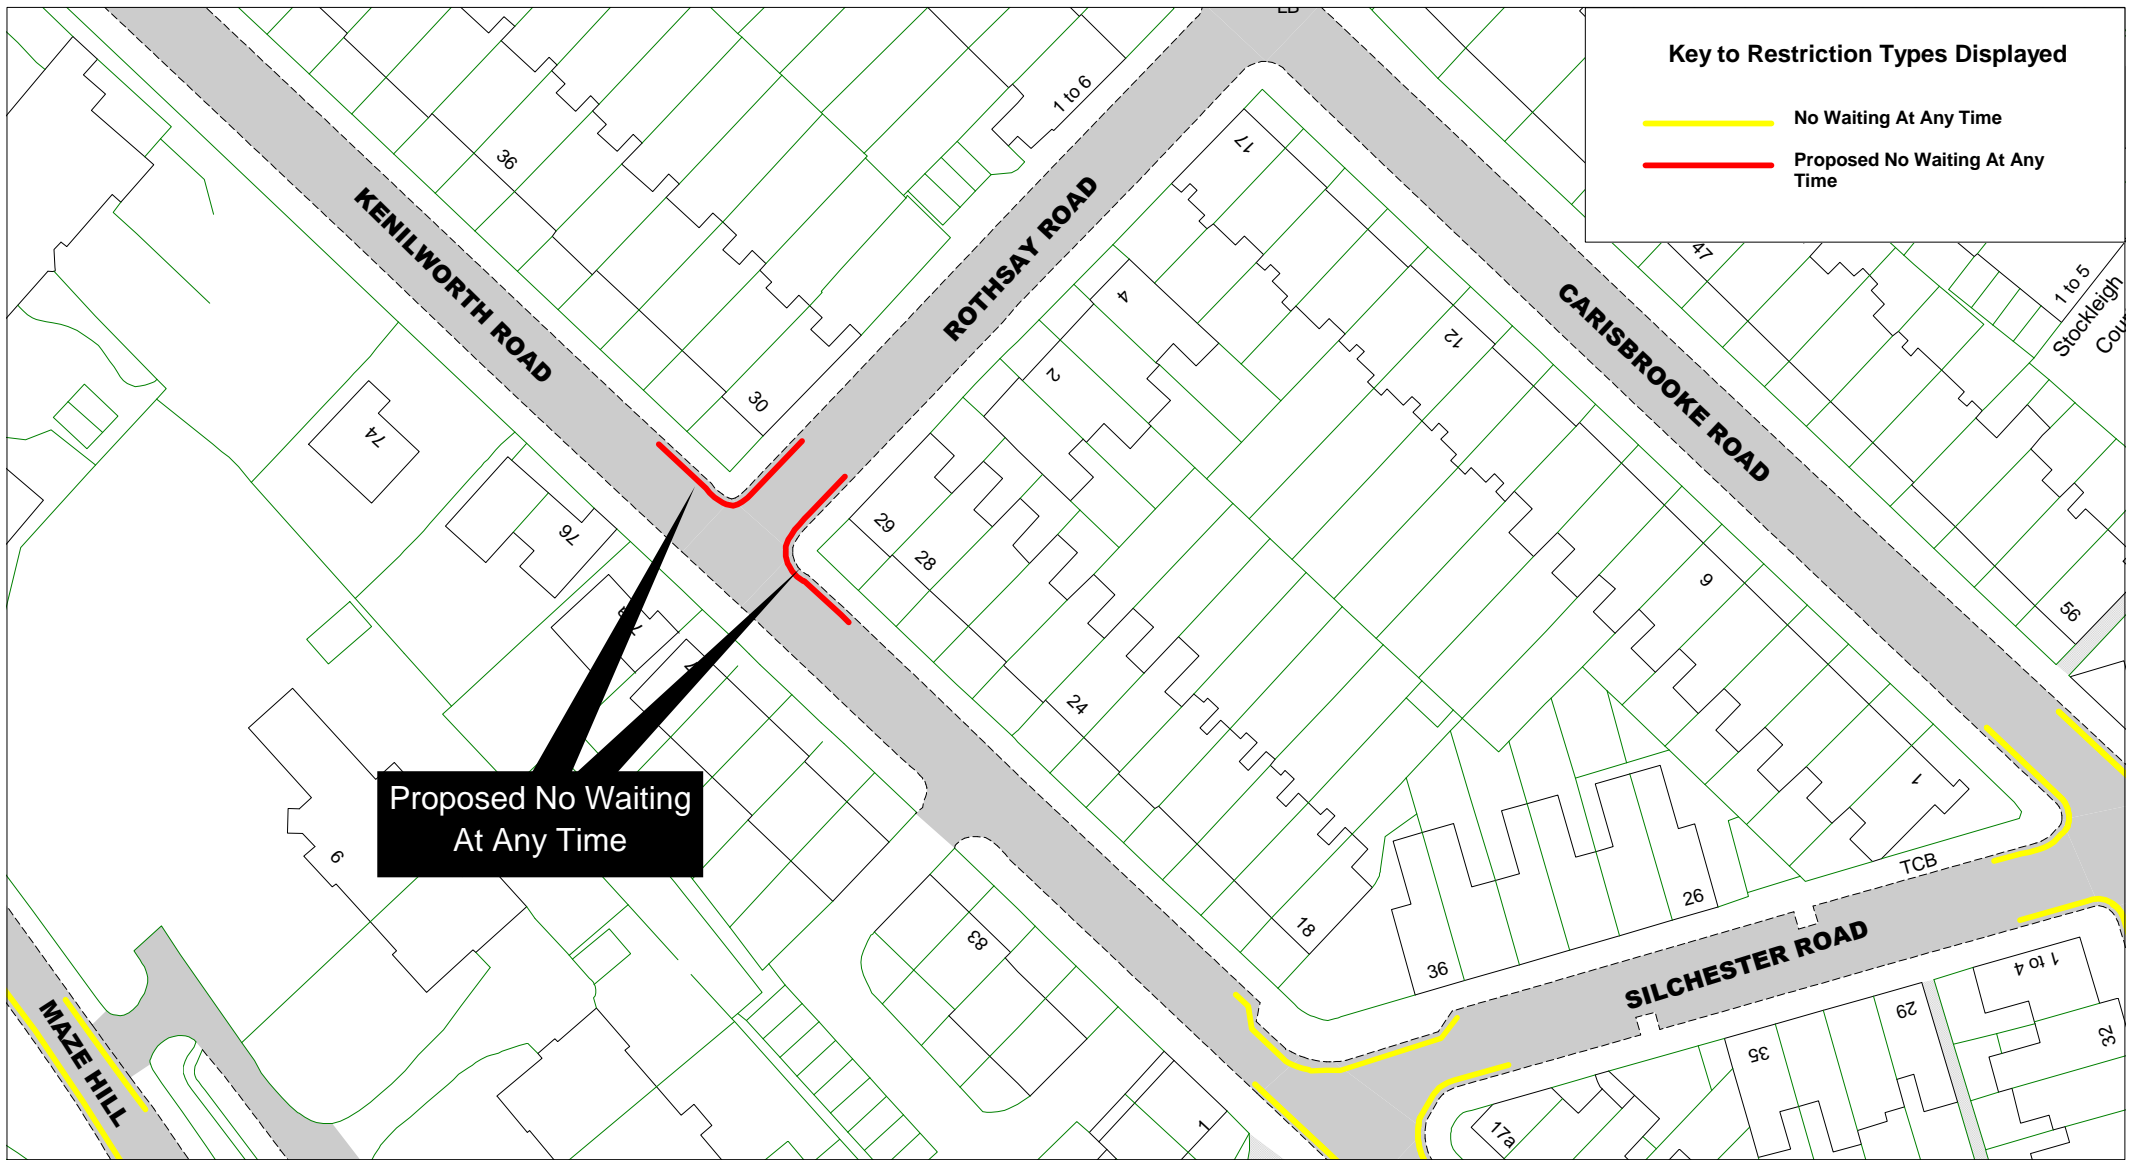 LB
Key to Restriction Types Displayed
No Waiting At Any Time
Proposed No Waiting At Any
Time
1 to 6
36
17
KENILWORTH ROAD
ROTHSAY ROAD
CARISBROOKE ROAD
47
1 to 5
Stockleigh
4
12
2
30
74
76
29
28
9
56
24
1
Proposed No Waiting
At Any Time
9
TCB
26
18
36
83
SILCHESTER ROAD
1 to 4
29
32
35
MAZE HILL
1
17a